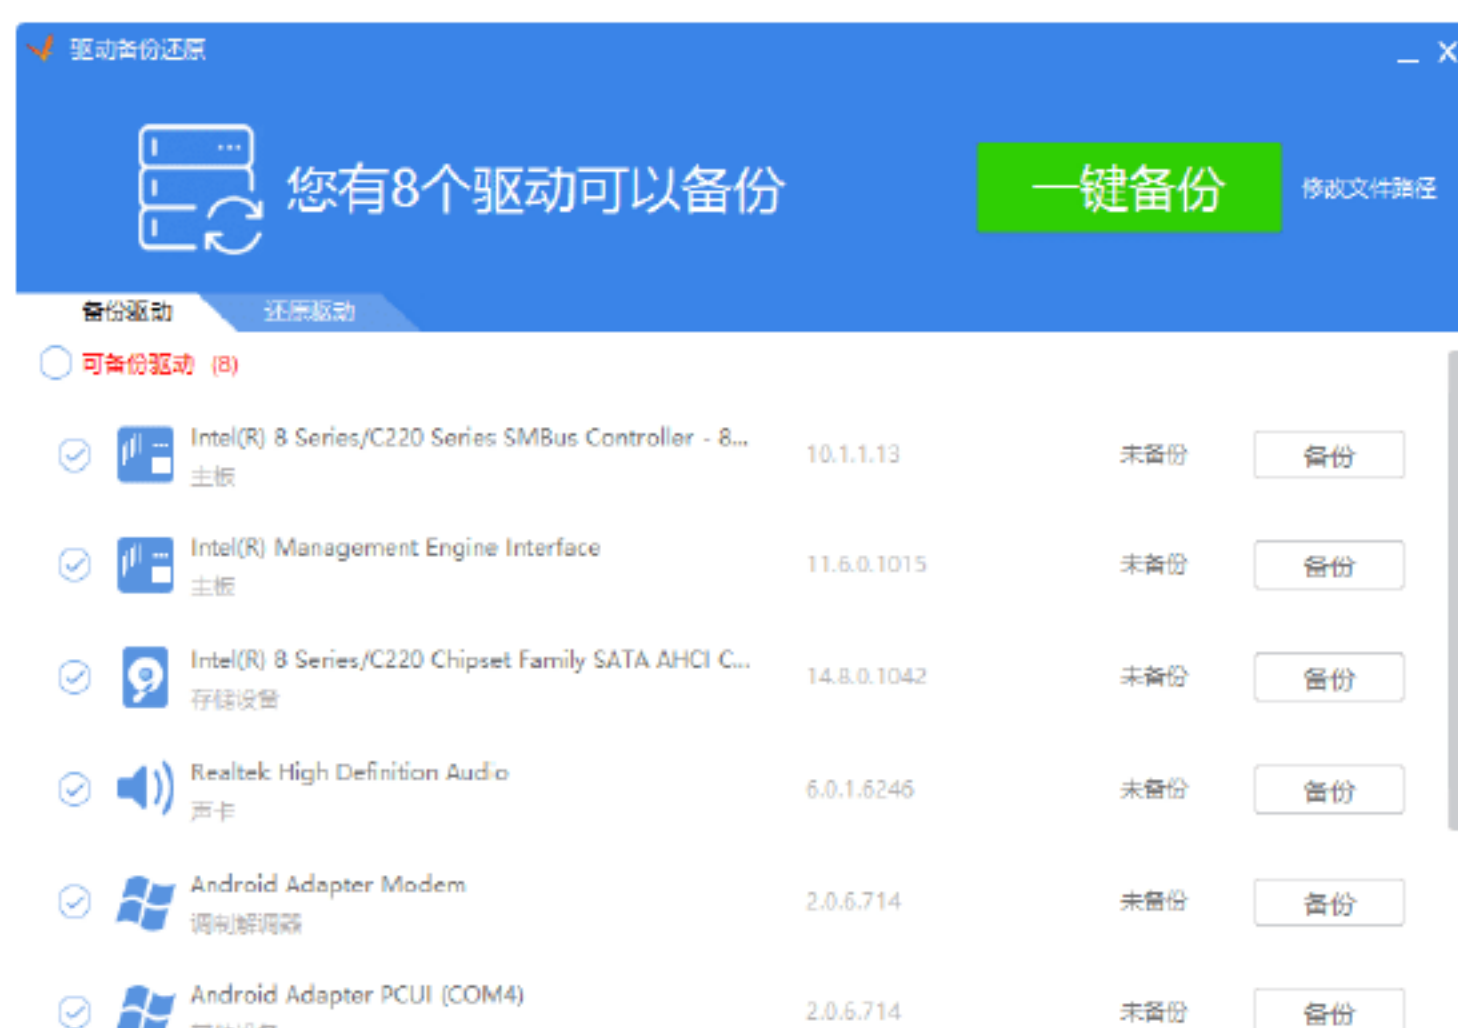 驱动备份还原
您有8个驱动可以备份
一键备份
修改文件路径
备份驱动 还原驱动
可备份驱动 (8)
Intel(R) 8 Series/C220 Series SMBus Controller - 8...
主板
10.1.1.13 未备份 备份
Intel(R) Management Engine Interface
主板
11.6.0.1015 未备份 备份
Intel(R) 8 Series/C220 Chipset Family SATA AHCI C...
存储设备
14.8.0.1042 未备份 备份
Realtek High Definition Audio
声卡
6.0.1.6246 未备份 备份
Android Adapter Modem
调制解调器
2.0.6.714 未备份 备份
Android Adapter PCUI (COM4)
2.0.6.714 未备份 备份